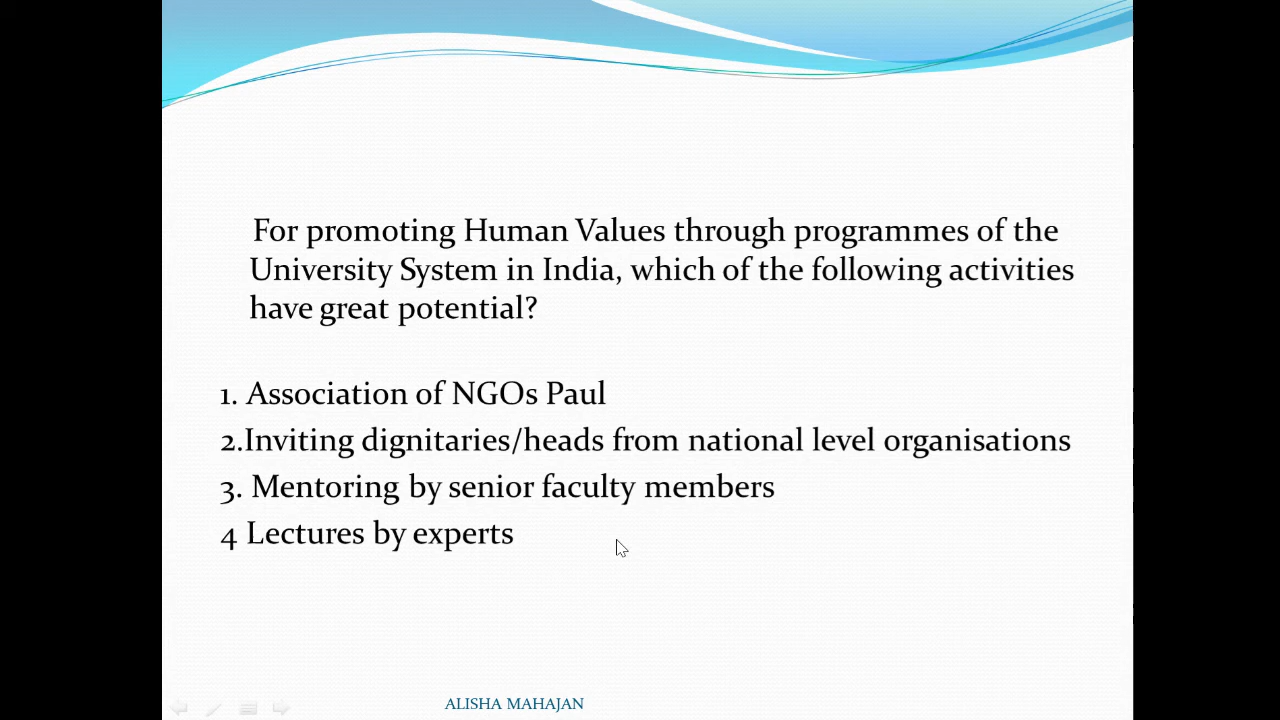 For promoting Human Values through programmes of the
University System in India, which of the following activities
have great potential?
1. Association of NGOs Paul
2.Inviting dignitaries/heads from national level organisations
3. Mentoring by senior faculty members
4 Lectures by experts
ALISHA MAHAJAN